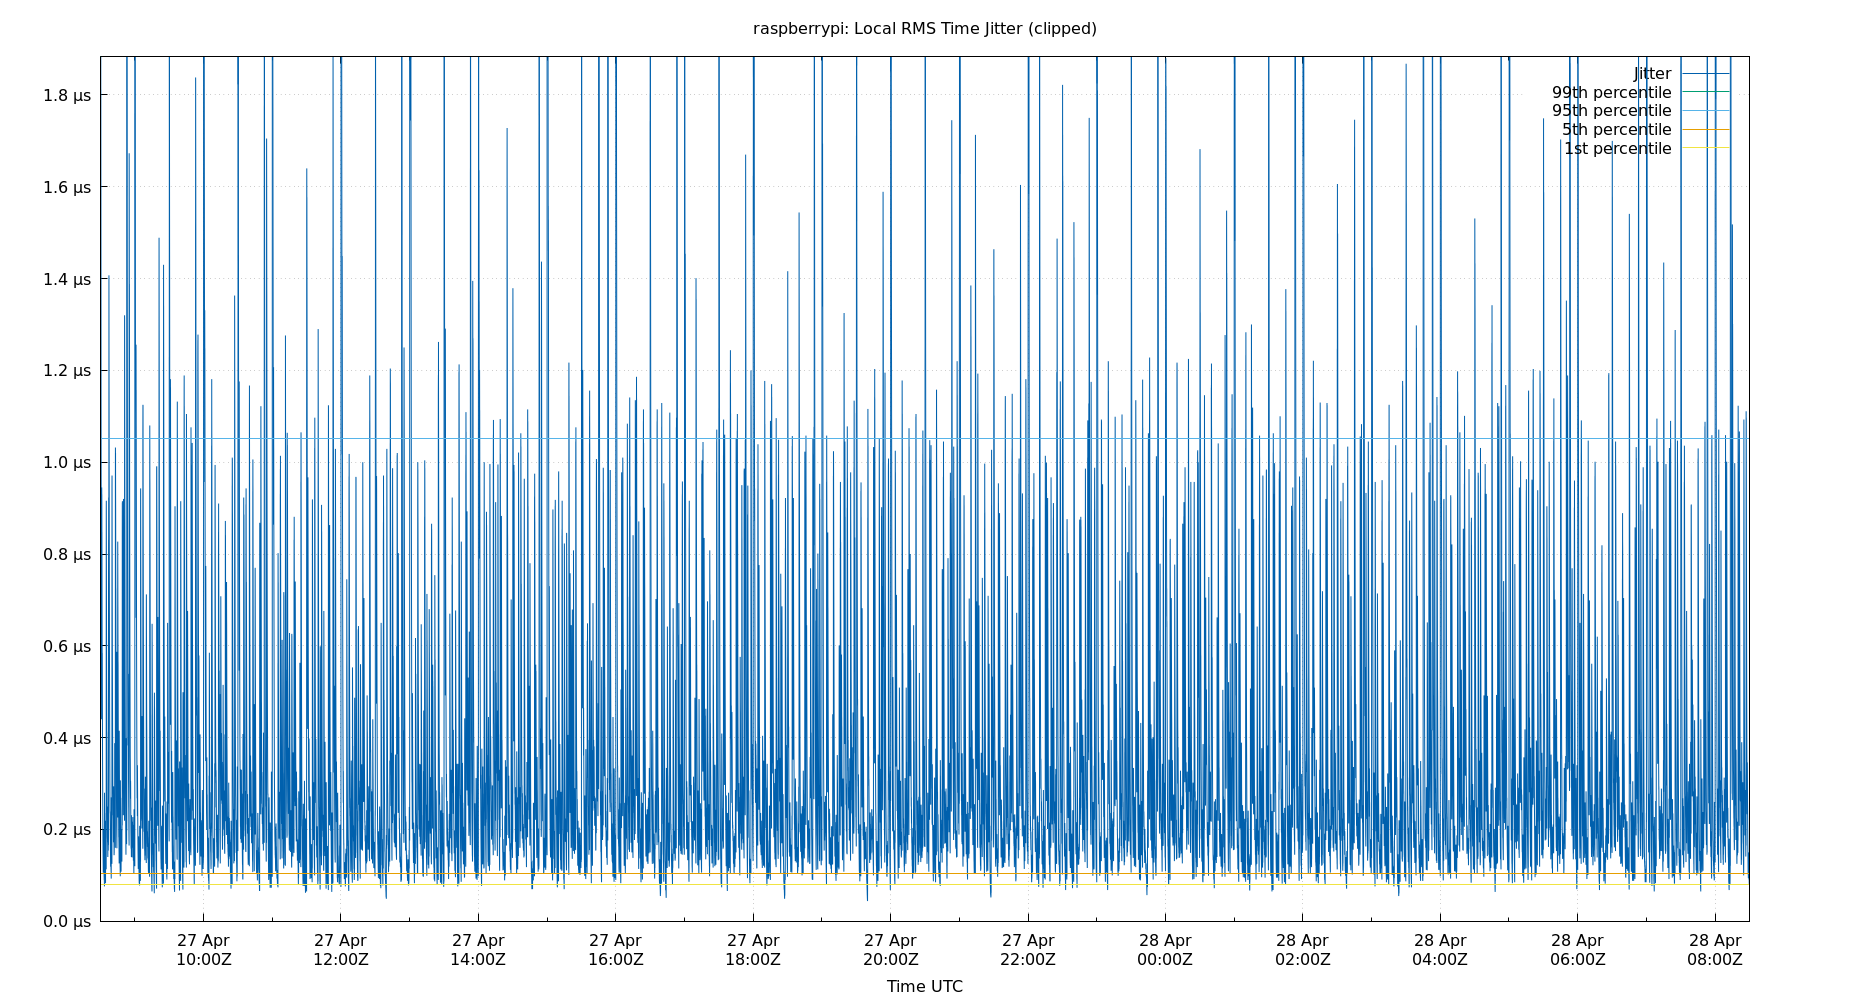 raspberrypi: Local RMS Time Jitter (clipped)
Jitter
99th percentile
95th percentile
5th percentile
1st percentile
1.8 μs
1.6 μs
1.4 μs
1.2 μs
1.0 μs
0.8 μs
0.6 μs
0.4 μs
0.2 μs
0.0 μs
27 Apr 27 Apr 27 Apr 27 Apr 27 Apr 27 Apr 27 Apr 28 Apr 28 Apr 28 Apr 28 Apr 28 Apr
10:00Z 12:00Z 14:00Z 16:00Z 18:00Z 20:00Z 22:00Z 00:00Z 02:00Z 04:00Z 06:00Z 08:00Z
Time UTC